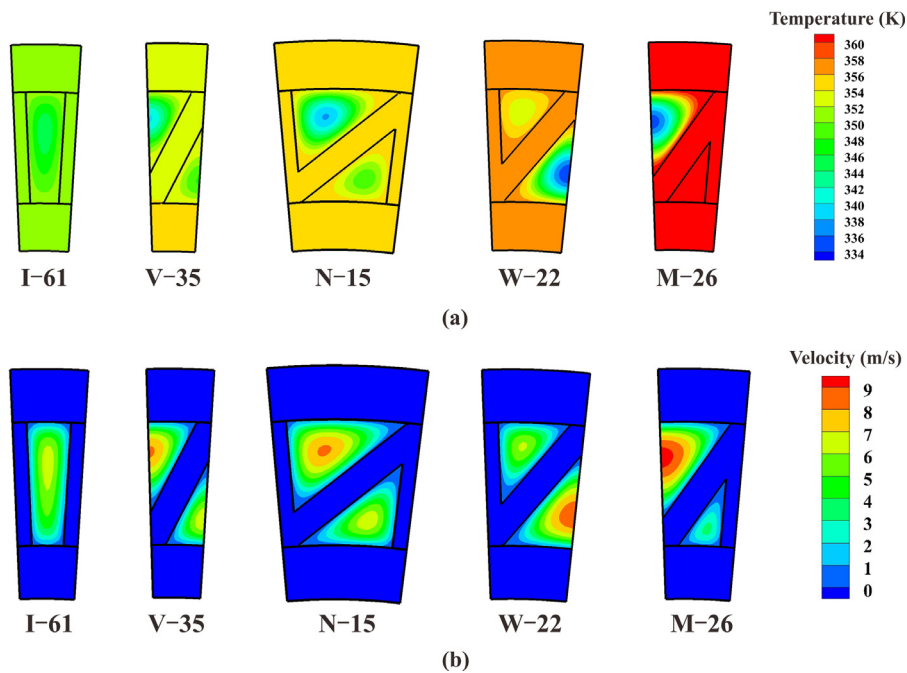 (a)
Temperature (K)
360
358
356
354
352
350
348
346
344
342
340
338
336
334
I−61
V−35
N−15
W−22
M−26
(a)
Velocity (m/s)
9
8
7
6
5
4
3
2
1
0
I−61
V−35
N−15
W−22
M−26
(b)